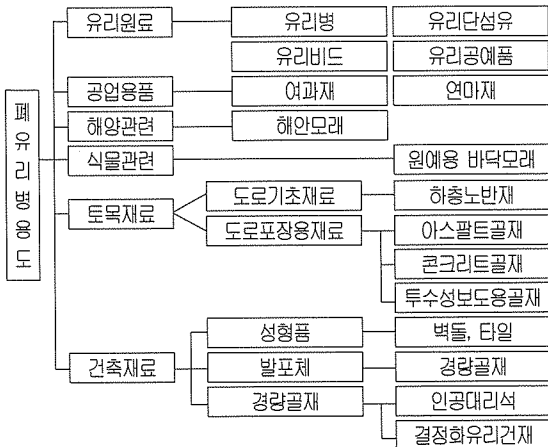 폐유리병용도
유리원료
유리병
유리단섬유
유리비드
유리공예품
공업용품
여과재
연마재
해양관련
해안모래
식물관련
원예용 바닥모래
토목재료
도로기초재료
하층노반재
도로포장용재료
아스팔트골재
콘크리트골재
투수성보도용골재
건축재료
성형품
벽돌, 타일
발포체
경량골재
경량골재
인공대리석
결정화유리건재